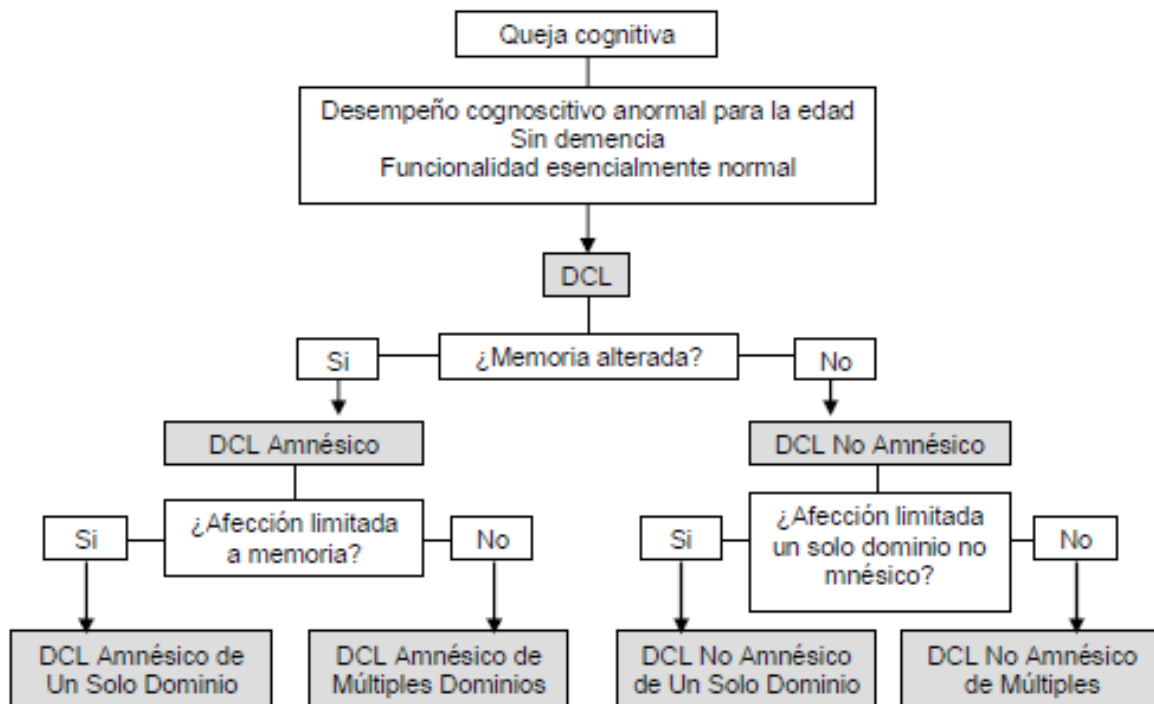 Queja cognitiva
Desempeño cognoscitivo anormal para la edad
Sin demencia
Funcionalidad esencialmente normal
DCL
Si
¿Memoria alterada?
No
DCL Amnésico
DCL No Amnésico
Si
¿Afección limitada
a memoria?
No
Si
¿Afección limitada
un solo dominio no
mnésico?
No
DCL Amnésico de
Un Solo Dominio
DCL Amnésico de
Múltiples Dominios
DCL No Amnésico
de Un Solo Dominio
DCL No Amnésico
de Múltiples